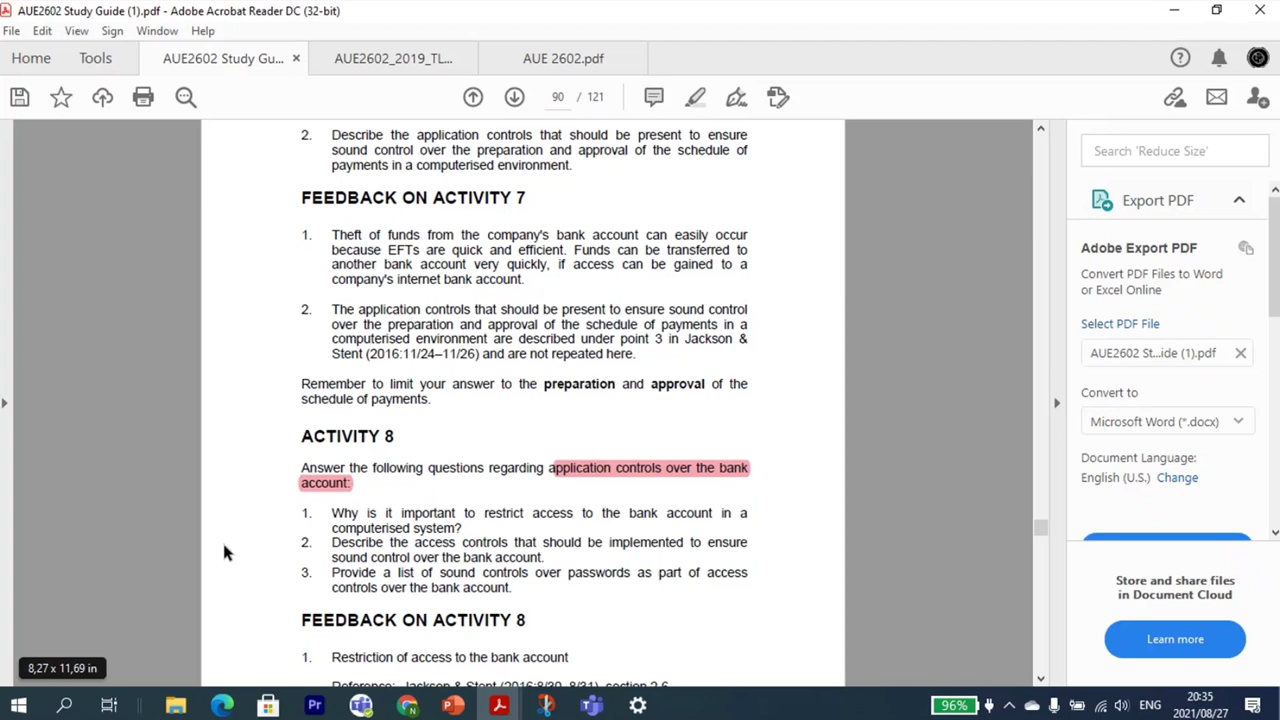 AUE2602 Study Guide (1).pdf - Adobe Acrobat Reader DC (32-bit)
File Edit View Sign Window Help
Home Tools AUE2602 Study Gu... × AUE2602_2019_TL... AUE 2602.pdf
90 / 121
2. Describe the application controls that should be present to ensure
sound control over the preparation and approval of the schedule of
payments in a computerised environment.
FEEDBACK ON ACTIVITY 7
1. Theft of funds from the company's bank account can easily occur
because EFTs are quick and efficient. Funds can be transferred to
another bank account very quickly, if access can be gained to a
company's internet bank account.
2. The application controls that should be present to ensure sound control
over the preparation and approval of the schedule of payments in a
computerised environment are described under point 3 in Jackson &
Stent (2016:11/24–11/26) and are not repeated here.
Remember to limit your answer to the preparation and approval of the
schedule of payments.
ACTIVITY 8
Answer the following questions regarding application controls over the bank
account:
1. Why is it important to restrict access to the bank account in a
computerised system?
2. Describe the access controls that should be implemented to ensure
sound control over the bank account.
3. Provide a list of sound controls over passwords as part of access
controls over the bank account.
FEEDBACK ON ACTIVITY 8
1. Restriction of access to the bank account
Reference: Jackson & Stent (2016:8/30–8/31), section 2.6
8,27 x 11,69 in
Search 'Reduce Size'
Export PDF
Adobe Export PDF
Convert PDF Files to Word
or Excel Online
Select PDF File
AUE2602 St...ide (1).pdf
Convert to
Microsoft Word (*.docx)
Document Language:
English (U.S.) Change
Store and share files
in Document Cloud
Learn more
Pr
96%
ENG
20:35
2021/08/27